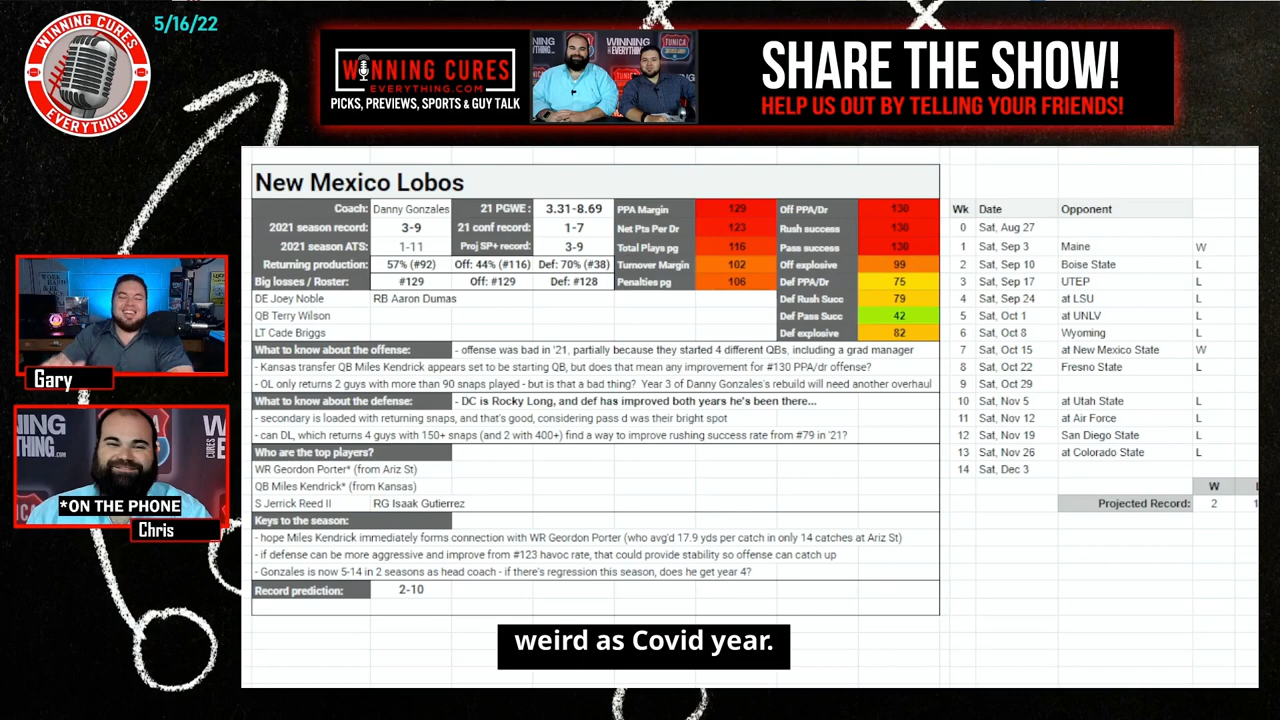 WINNING CURES
EVERYTHING
5/16/22
WINNING CURES
EVERYTHING.COM
PICKS, PREVIEWS, SPORTS & GUY TALK
WINNING
TUNICA
SHARE THE SHOW!
HELP US OUT BY TELLING YOUR FRIENDS!
Gary
*ON THE PHONE
Chris
New Mexico Lobos
Coach: Danny Gonzales 21 PGWE: 3.31-8.69 PPA Margin 129 Off PPA/Dr 130
2021 season record: 3-9 21 conf record: 1-7 Net Pts Per Dr 123 Rush success 130
2021 season ATS: 1-11 Proj SP+ record: 3-9 Total Plays pg 116 Pass success 130
Returning production: 57% (#92) Off: 44% (#116) Def: 70% (#38) Turnover Margin 102 Off explosive 99
Big losses / Roster: #129 Off: #129 Def: #128 Penalties pg 106 Def PPA/Dr 75
DE Joey Noble RB Aaron Dumas Def Rush Succ 79
QB Terry Wilson Def Pass Succ 42
LT Cade Briggs Def explosive 82
What to know about the offense: - offense was bad in '21, partially because they started 4 different QBs, including a grad manager
- Kansas transfer QB Miles Kendrick appears set to be starting QB, but does that mean any improvement for #130 PPA/dr offense?
- OL only returns 2 guys with more than 90 snaps played - but is that a bad thing? Year 3 of Danny Gonzales's rebuild will need another overhaul
What to know about the defense: - DC is Rocky Long, and def has improved both years he's been there...
- secondary is loaded with returning snaps, and that's good, considering pass d was their bright spot
- can DL, which returns 4 guys with 150+ snaps (and 2 with 400+) find a way to improve rushing success rate from #79 in '21?
Who are the top players?
WR Geordon Porter* (from Ariz St)
QB Miles Kendrick* (from Kansas)
S Jerrick Reed II RG Isaak Gutierrez
Keys to the season:
- hope Miles Kendrick immediately forms connection with WR Geordon Porter (who avg'd 17.9 yds per catch in only 14 catches at Ariz St)
- if defense can be more aggressive and improve from #123 havoc rate, that could provide stability so offense can catch up
- Gonzales is now 5-14 in 2 seasons as head coach - if there's regression this season, does he get year 4?
Record prediction: 2-10
Wk Date Opponent
0 Sat, Aug 27
1 Sat, Sep 3 Maine W
2 Sat, Sep 10 Boise State L
3 Sat, Sep 17 UTEP L
4 Sat, Sep 24 at LSU L
5 Sat, Oct 1 at UNLV L
6 Sat, Oct 8 Wyoming L
7 Sat, Oct 15 at New Mexico State W
8 Sat, Oct 22 Fresno State L
9 Sat, Oct 29
10 Sat, Nov 5 at Utah State L
11 Sat, Nov 12 at Air Force L
12 Sat, Nov 19 San Diego State L
13 Sat, Nov 26 at Colorado State L
14 Sat, Dec 3
W
Projected Record: 2
weird as Covid year.